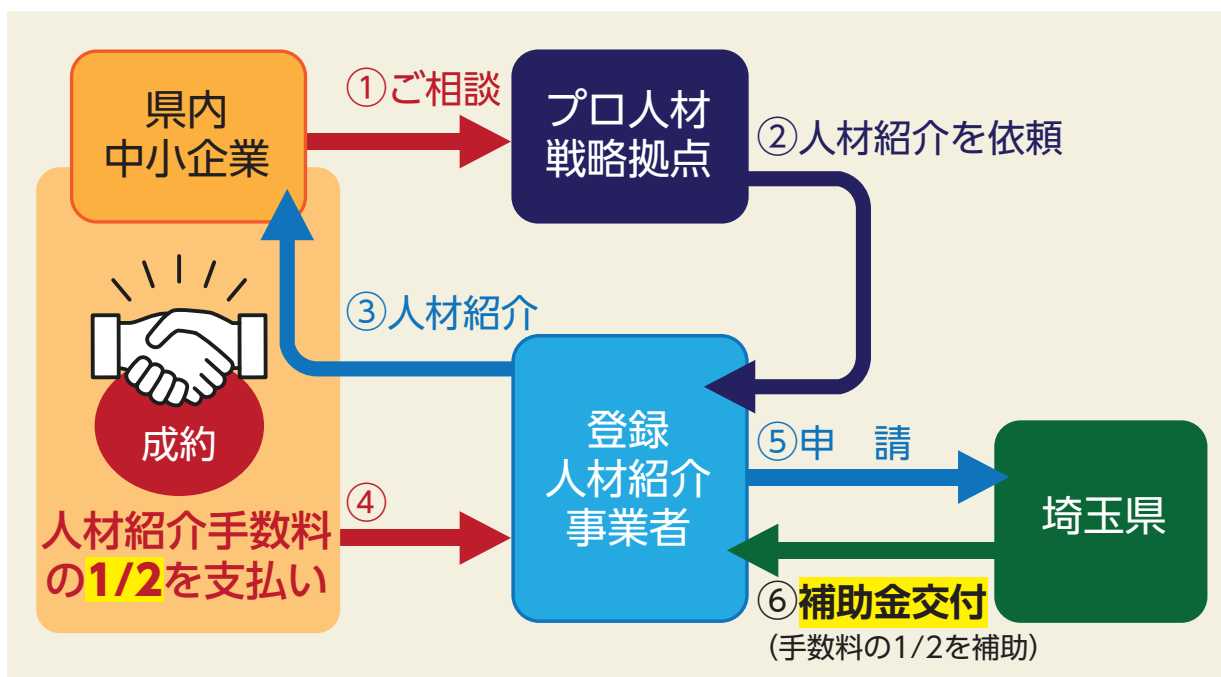 県内
中小企業
①ご相談
プロ人材
戦略拠点
②人材紹介を依頼
③人材紹介
登録
人材紹介
事業者
成約
人材紹介手数料
の1/2を支払い
④
⑤申　請
埼玉県
⑥補助金交付
(手数料の1/2を補助)